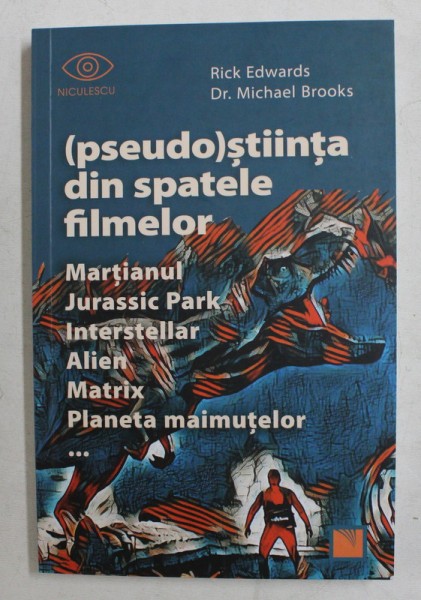 NICULESCU
Rick Edwards
Dr. Michael Brooks
(pseudo)știința
din spatele
filmelor
Marțianul
Jurassic Park
Interstellar
Alien
Matrix
Planeta maimuțelor
...